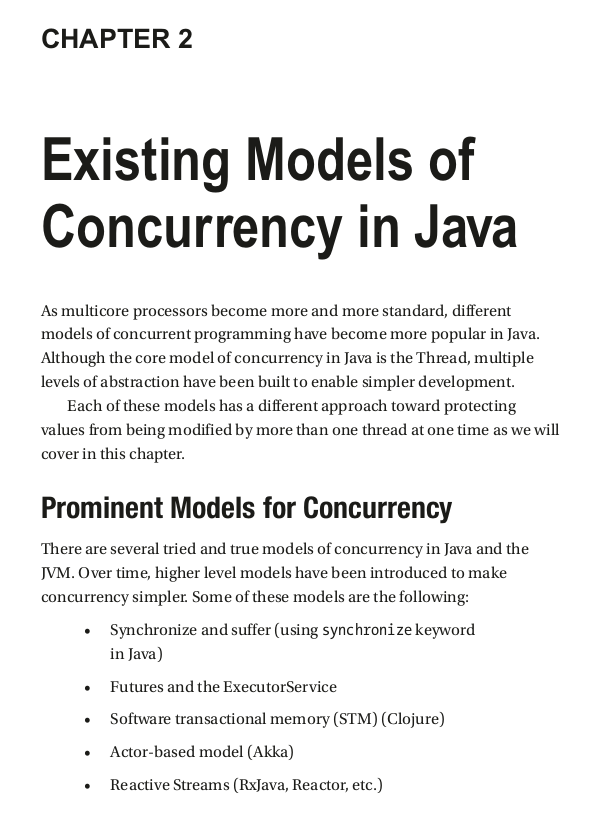 CHAPTER 2
Existing Models of
Concurrency in Java
As multicore processors become more and more standard, different
models of concurrent programming have become more popular in Java.
Although the core model of concurrency in Java is the Thread, multiple
levels of abstraction have been built to enable simpler development.
Each of these models has a different approach toward protecting
values from being modified by more than one thread at one time as we will
cover in this chapter.
Prominent Models for Concurrency
There are several tried and true models of concurrency in Java and the
JVM. Over time, higher level models have been introduced to make
concurrency simpler. Some of these models are the following:
• Synchronize and suffer (using synchronize keyword
in Java)
• Futures and the ExecutorService
• Software transactional memory (STM) (Clojure)
• Actor-based model (Akka)
• Reactive Streams (RxJava, Reactor, etc.)